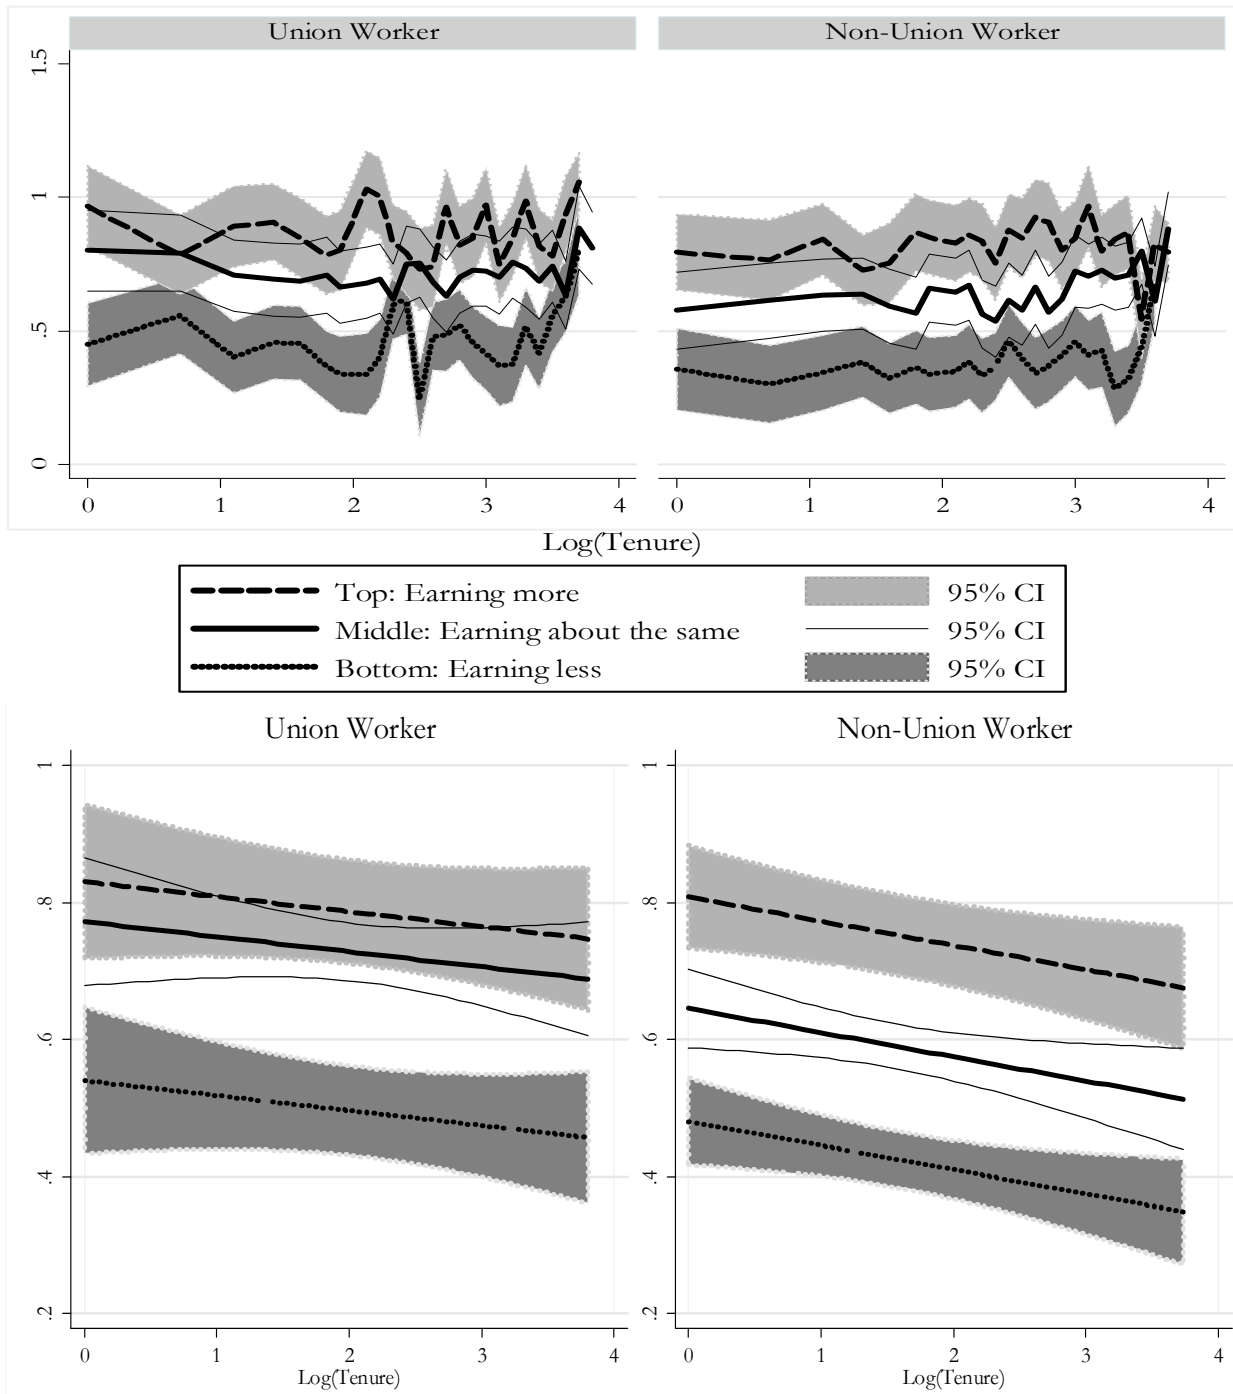 Union Worker
Non-Union Worker
1.5
1
.5
0
0 1 2 3 4
0 1 2 3 4
Log(Tenure)
Top: Earning more 95% CI
Middle: Earning about the same 95% CI
Bottom: Earning less 95% CI
Union Worker
Non-Union Worker
1
.8
.6
.4
.2
1
.8
.6
.4
.2
0 1 2 3 4
0 1 2 3 4
Log(Tenure)
Log(Tenure)